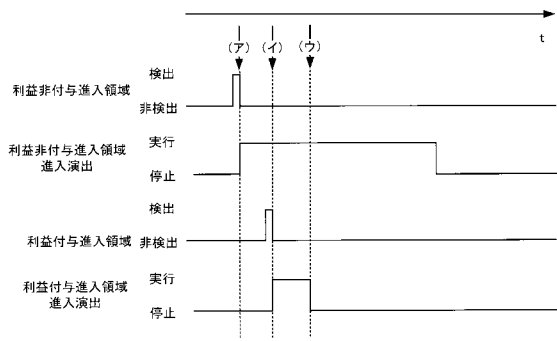 t
(ア) (イ) (ウ)
検出
利益非付与進入領域
非検出
実行
利益非付与進入領域
進入演出
停止
検出
利益付与進入領域
非検出
実行
利益付与進入領域
進入演出
停止